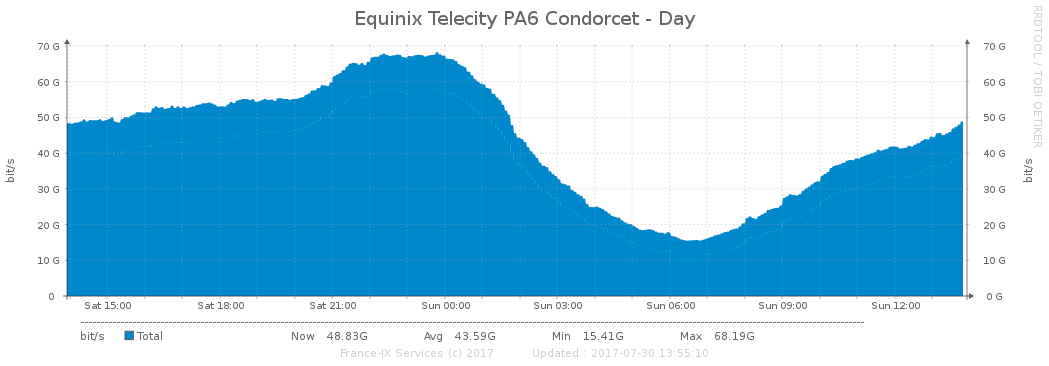 Equinix Telecity PA6 Condorcet - Day
RRDTOOL / TOBI OETIKER
70 G 70 G
60 G 60 G
50 G 50 G
40 G 40 G
30 G 30 G
20 G 20 G
10 G 10 G
0 0 G
bit/s bit/s
Sat 15:00 Sat 18:00 Sat 21:00 Sun 00:00 Sun 03:00 Sun 06:00 Sun 09:00 Sun 12:00
bit/s Total Now 48.83G Avg 43.59G Min 15.41G Max 68.19G
France-IX Services (c) 2017 Updated : 2017-07-30 13:55:10